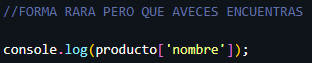 //FORMA RARA PERO QUE AVECES ENCUENTRAS
console.log(producto['nombre']);